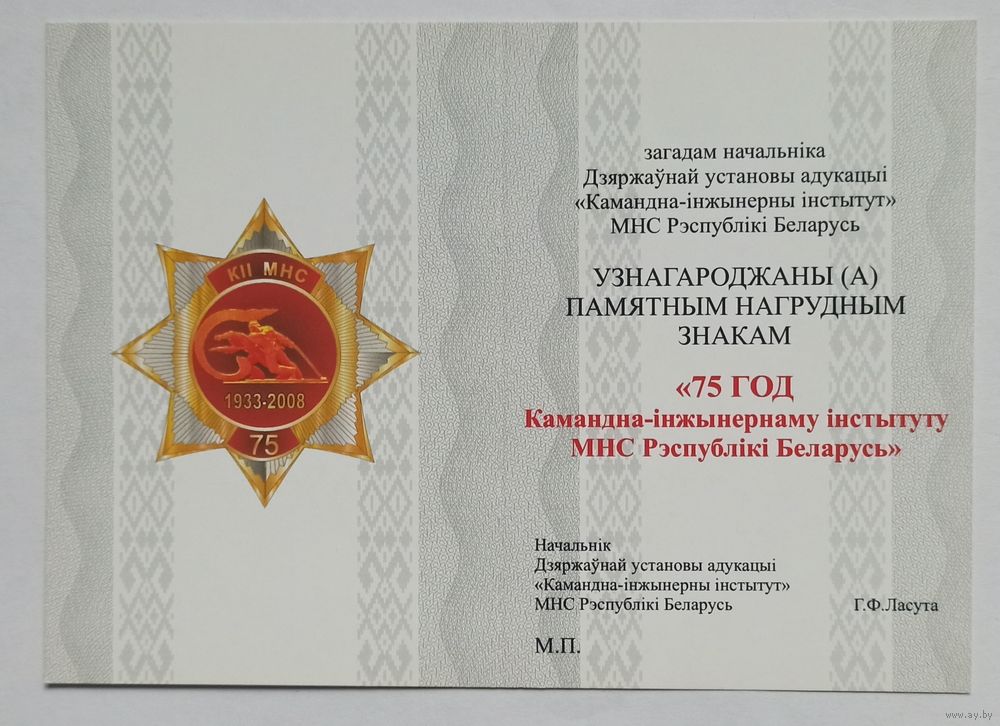 КІІ МНС
1933-2008
75
загадам начальніка
Дзяржаўнай установы адукацыі
«Камандна-інжынерны інстытут»
МНС Рэспублікі Беларусь
УЗНАГАРОДЖАНЫ (А)
ПАМЯТНЫМ НАГРУДНЫМ
ЗНАКАМ
«75 ГОД
Камандна-інжынернаму інстытуту
МНС Рэспублікі Беларусь»
Начальнік
Дзяржаўнай установы адукацыі
«Камандна-інжынерны інстытут»
МНС Рэспублікі Беларусь Г.Ф.Ласута
М.П.
www.ay.by